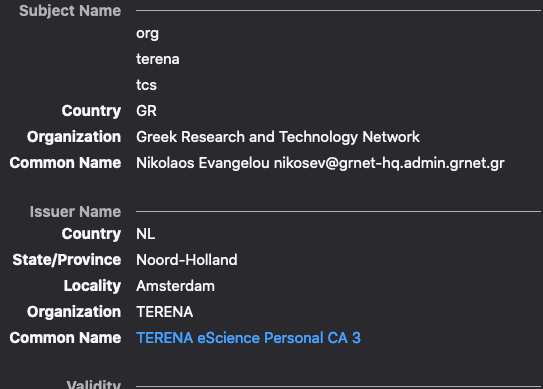 Subject Name
org
terena
tcs
Country GR
Organization Greek Research and Technology Network
Common Name Nikolaos Evangelou nikosev@grnet-hq.admin.grnet.gr
Issuer Name
Country NL
State/Province Noord-Holland
Locality Amsterdam
Organization TERENA
Common Name TERENA eScience Personal CA 3
Validity